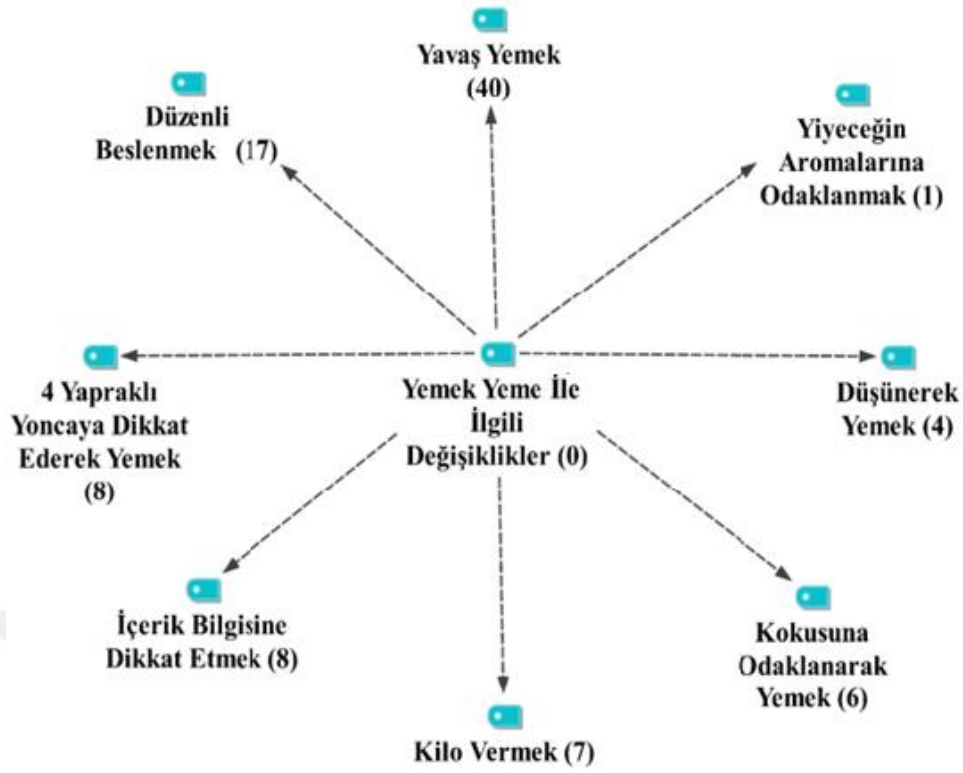 Yavaş Yemek
(40)
Düzenli
Beslenmek (17)
Yiyeceğin
Aromalarına
Odaklanmak (1)
4 Yapraklı
Yoncaya Dikkat
Ederek Yemek
(8)
Yemek Yeme İle
İlgili
Değişiklikler (0)
Düşünerek
Yemek (4)
İçerik Bilgisine
Dikkat Etmek (8)
Kokusuna
Odaklanarak
Yemek (6)
Kilo Vermek (7)